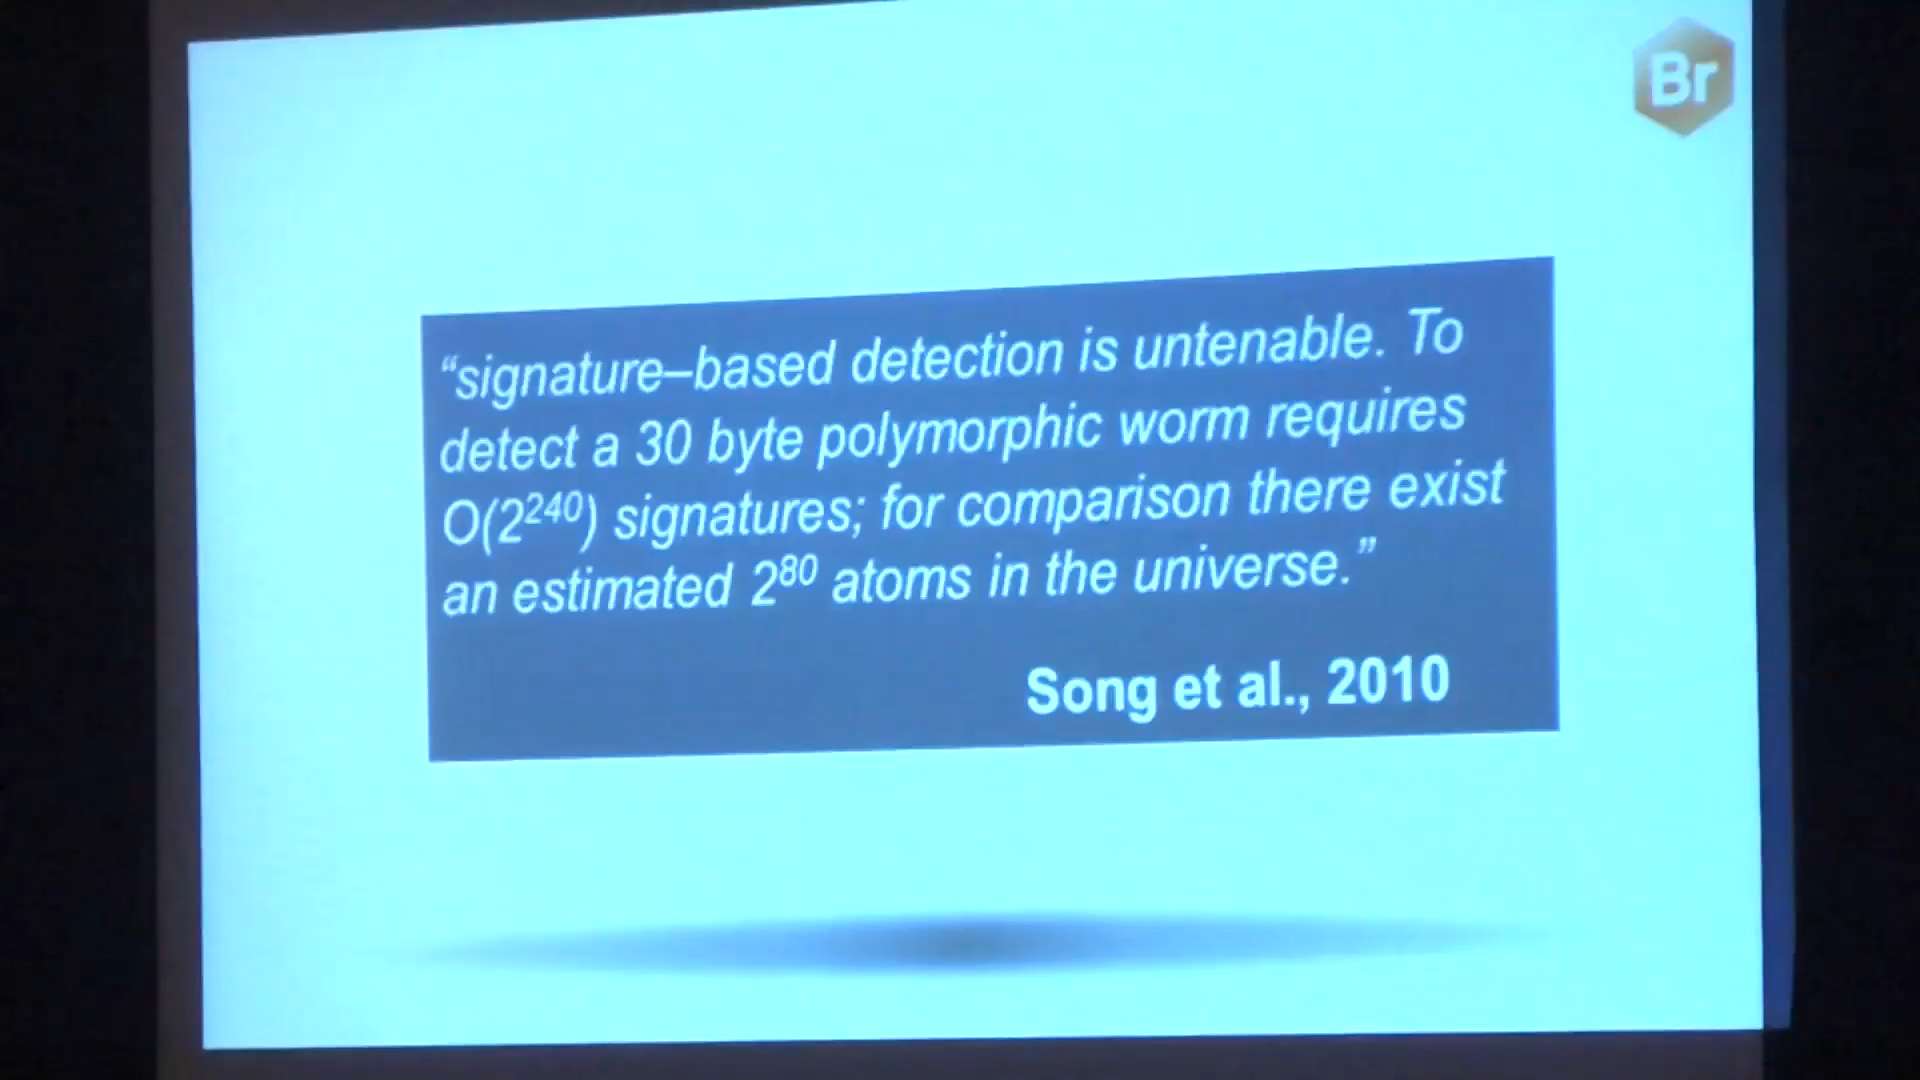 Br
“signature–based detection is untenable. To
detect a 30 byte polymorphic worm requires
O(2²⁴⁰) signatures; for comparison there exist
an estimated 2⁸⁰ atoms in the universe.”
Song et al., 2010